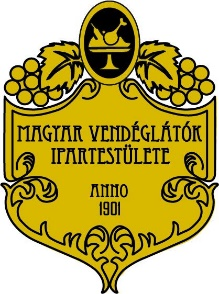 MAGYAR VENDÉGLÁTÓK
IPARTESTÜLETE
ANNO
1901